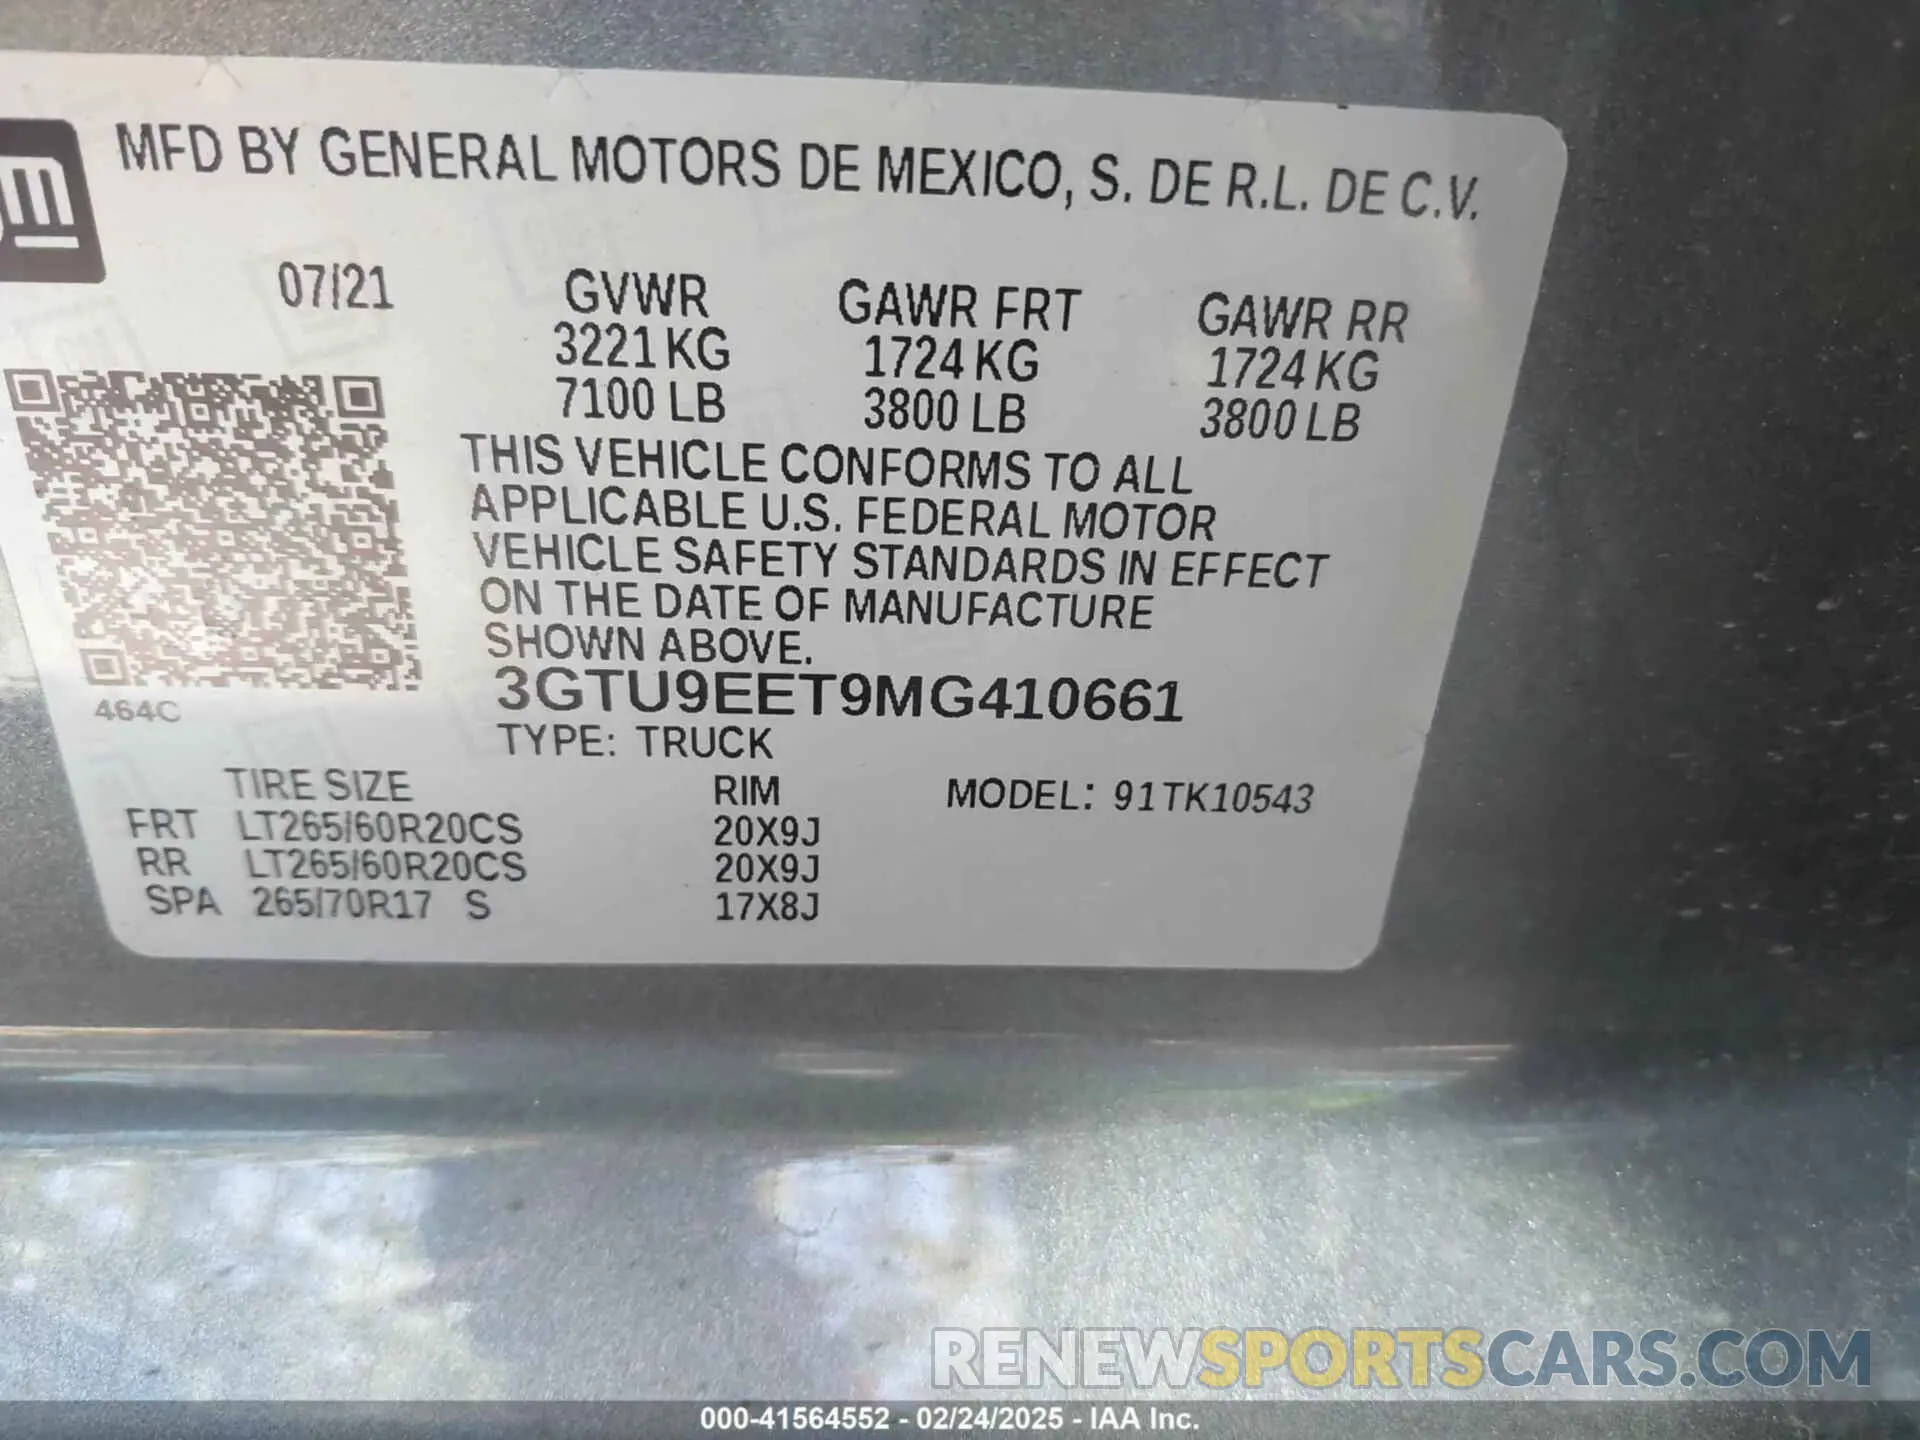 MFD BY GENERAL MOTORS DE MEXICO, S. DE R.L. DE C.V.
07/21
GVWR GAWR FRT GAWR RR
3221 KG 1724 KG 1724 KG
7100 LB 3800 LB 3800 LB
THIS VEHICLE CONFORMS TO ALL
APPLICABLE U.S. FEDERAL MOTOR
VEHICLE SAFETY STANDARDS IN EFFECT
ON THE DATE OF MANUFACTURE
SHOWN ABOVE.
3GTU9EET9MG410661
464C
TYPE: TRUCK
TIRE SIZE RIM MODEL: 91TK10543
FRT LT265/60R20CS 20X9J
RR LT265/60R20CS 20X9J
SPA 265/70R17 S 17X8J
RENEWSPORTSCARS.COM
000-41564552 - 02/24/2025 - IAA Inc.